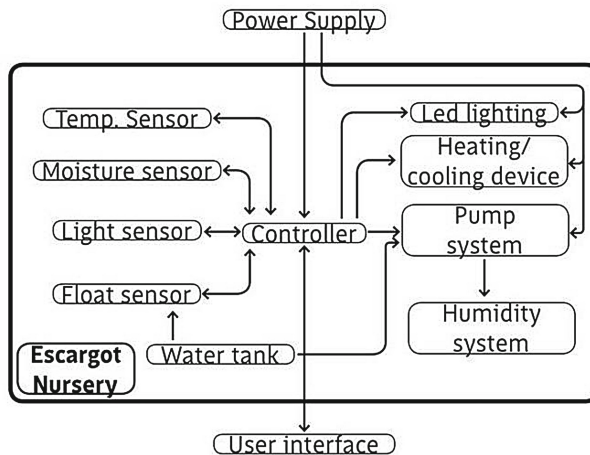 Power Supply
Temp. Sensor
Led lighting
Moisture sensor
Heating/
cooling device
Light sensor
Controller
Pump
system
Float sensor
Humidity
system
Escargot
Nursery
Water tank
User interface